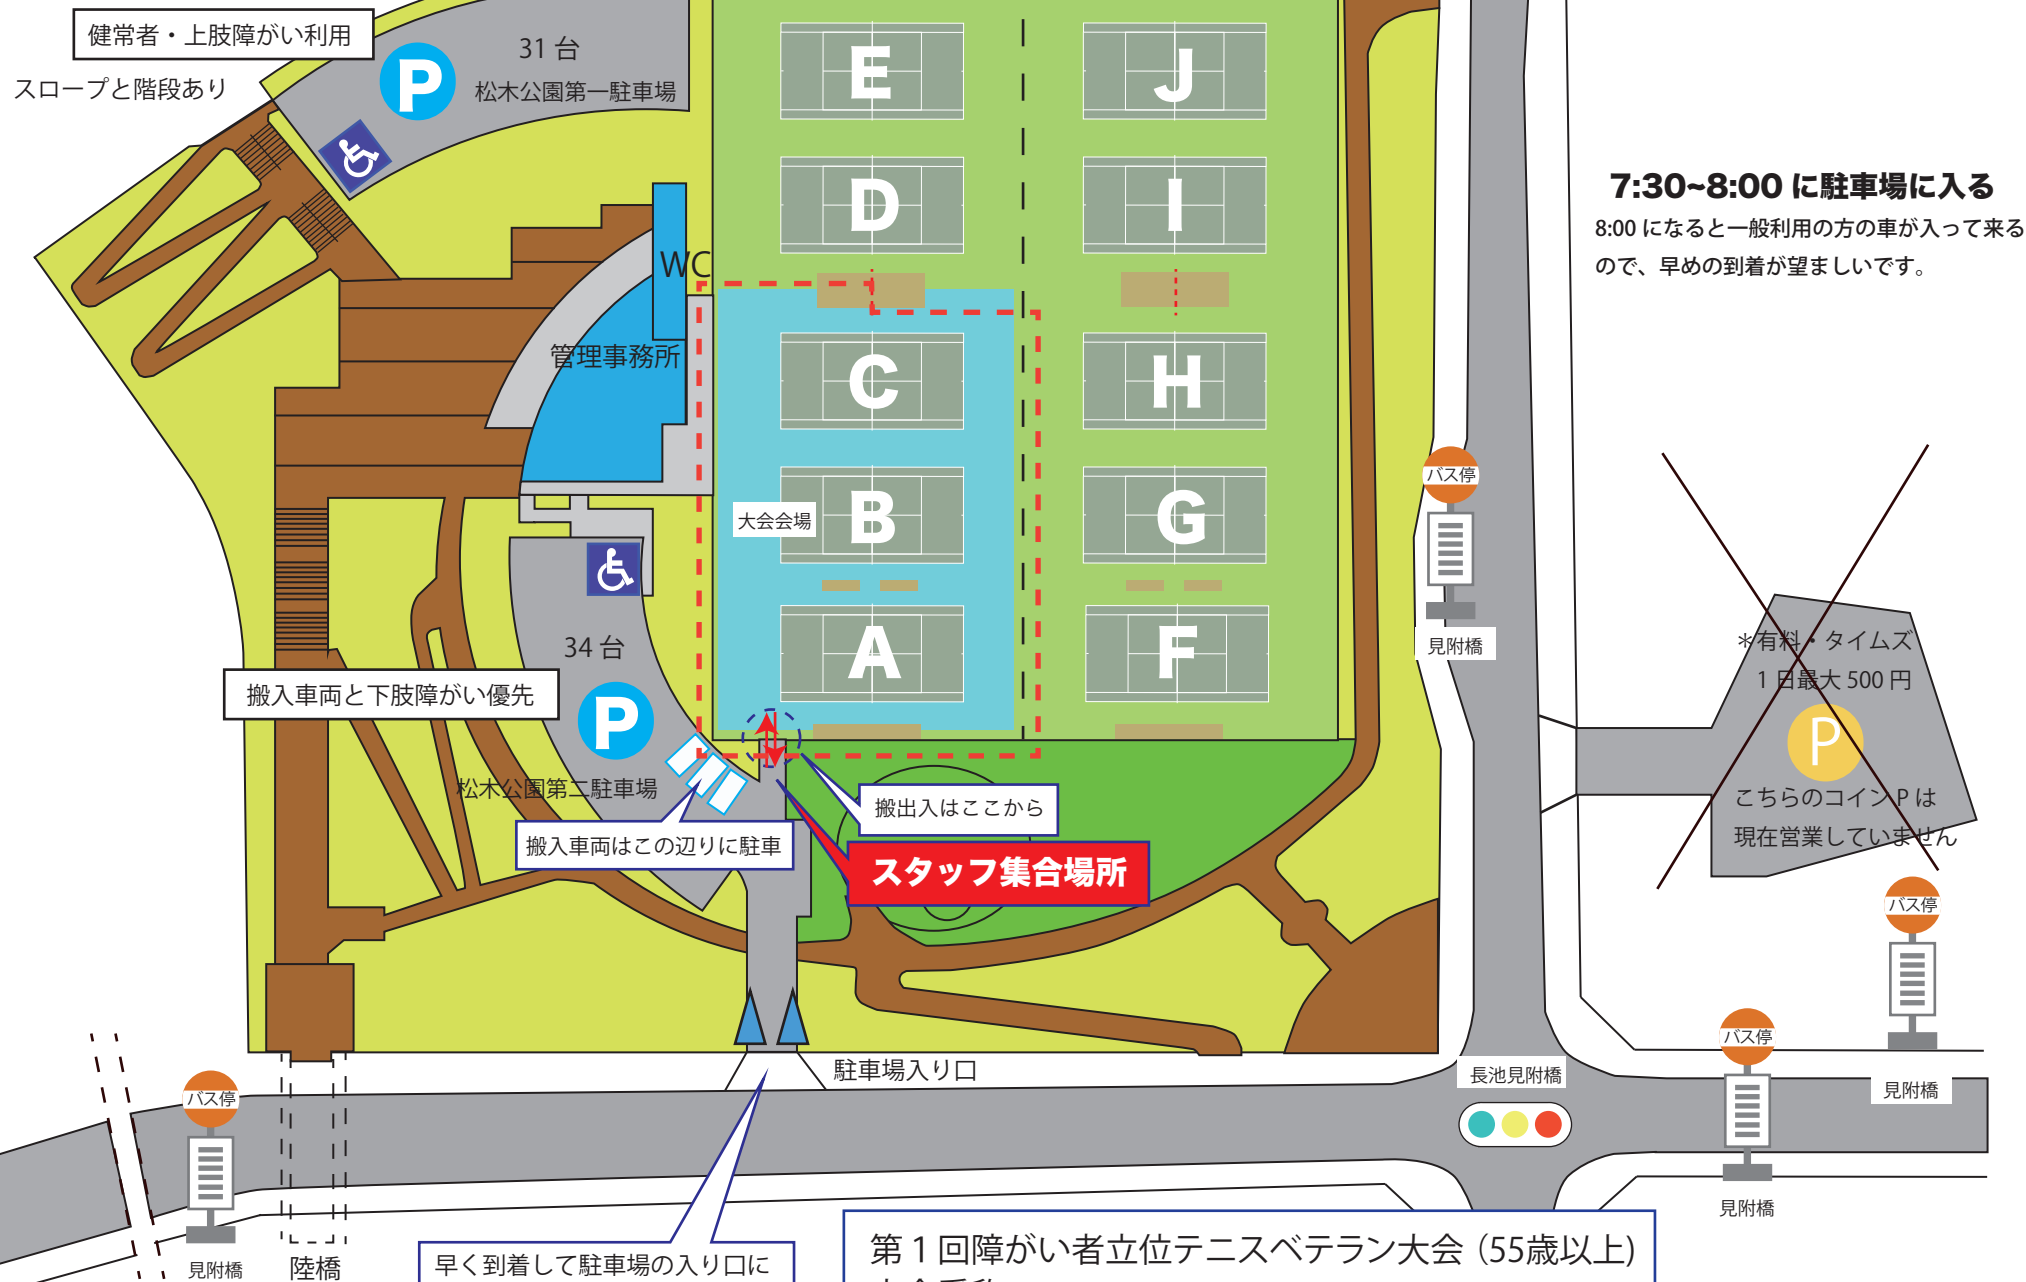 健常者・上肢障がい利用
スロープと階段あり
31 台
P
松木公園第一駐車場
E
J
D
I
7:30~8:00 に駐車場に入る
8:00 になると一般利用の方の車が入って来る
ので、早めの到着が望ましいです。
WC
管理事務所
C
H
大会会場
B
G
バス停
見附橋
34 台
A
F
搬入車両と下肢障がい優先
P
松木公園第二駐車場
搬入車両はこの辺りに駐車
搬出入はここから
スタッフ集合場所
＊有料・タイムズ
1 日最大 500 円
P
こちらのコイン P は
現在営業していません
バス停
見附橋
バス停
見附橋
長池見附橋
駐車場入り口
バス停
見附橋
陸橋
早く到着して駐車場の入り口に
第 1 回障がい者立位テニスベテラン大会 (55歳以上)